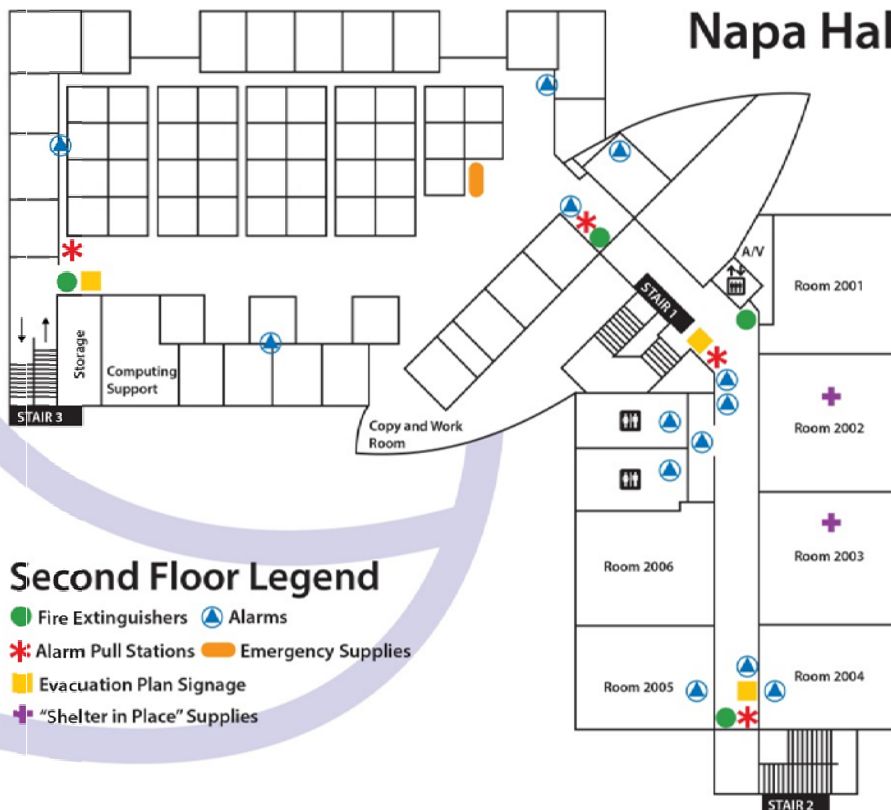 Napa Hal
A/V
Room 2001
STAIR 1
Storage
Computing
Support
STAIR 3
Copy and Work
Room
Room 2002
Room 2003
Room 2006
Second Floor Legend
Fire Extinguishers Alarms
Alarm Pull Stations Emergency Supplies
Evacuation Plan Signage
"Shelter in Place" Supplies
Room 2005
Room 2004
STAIR 2